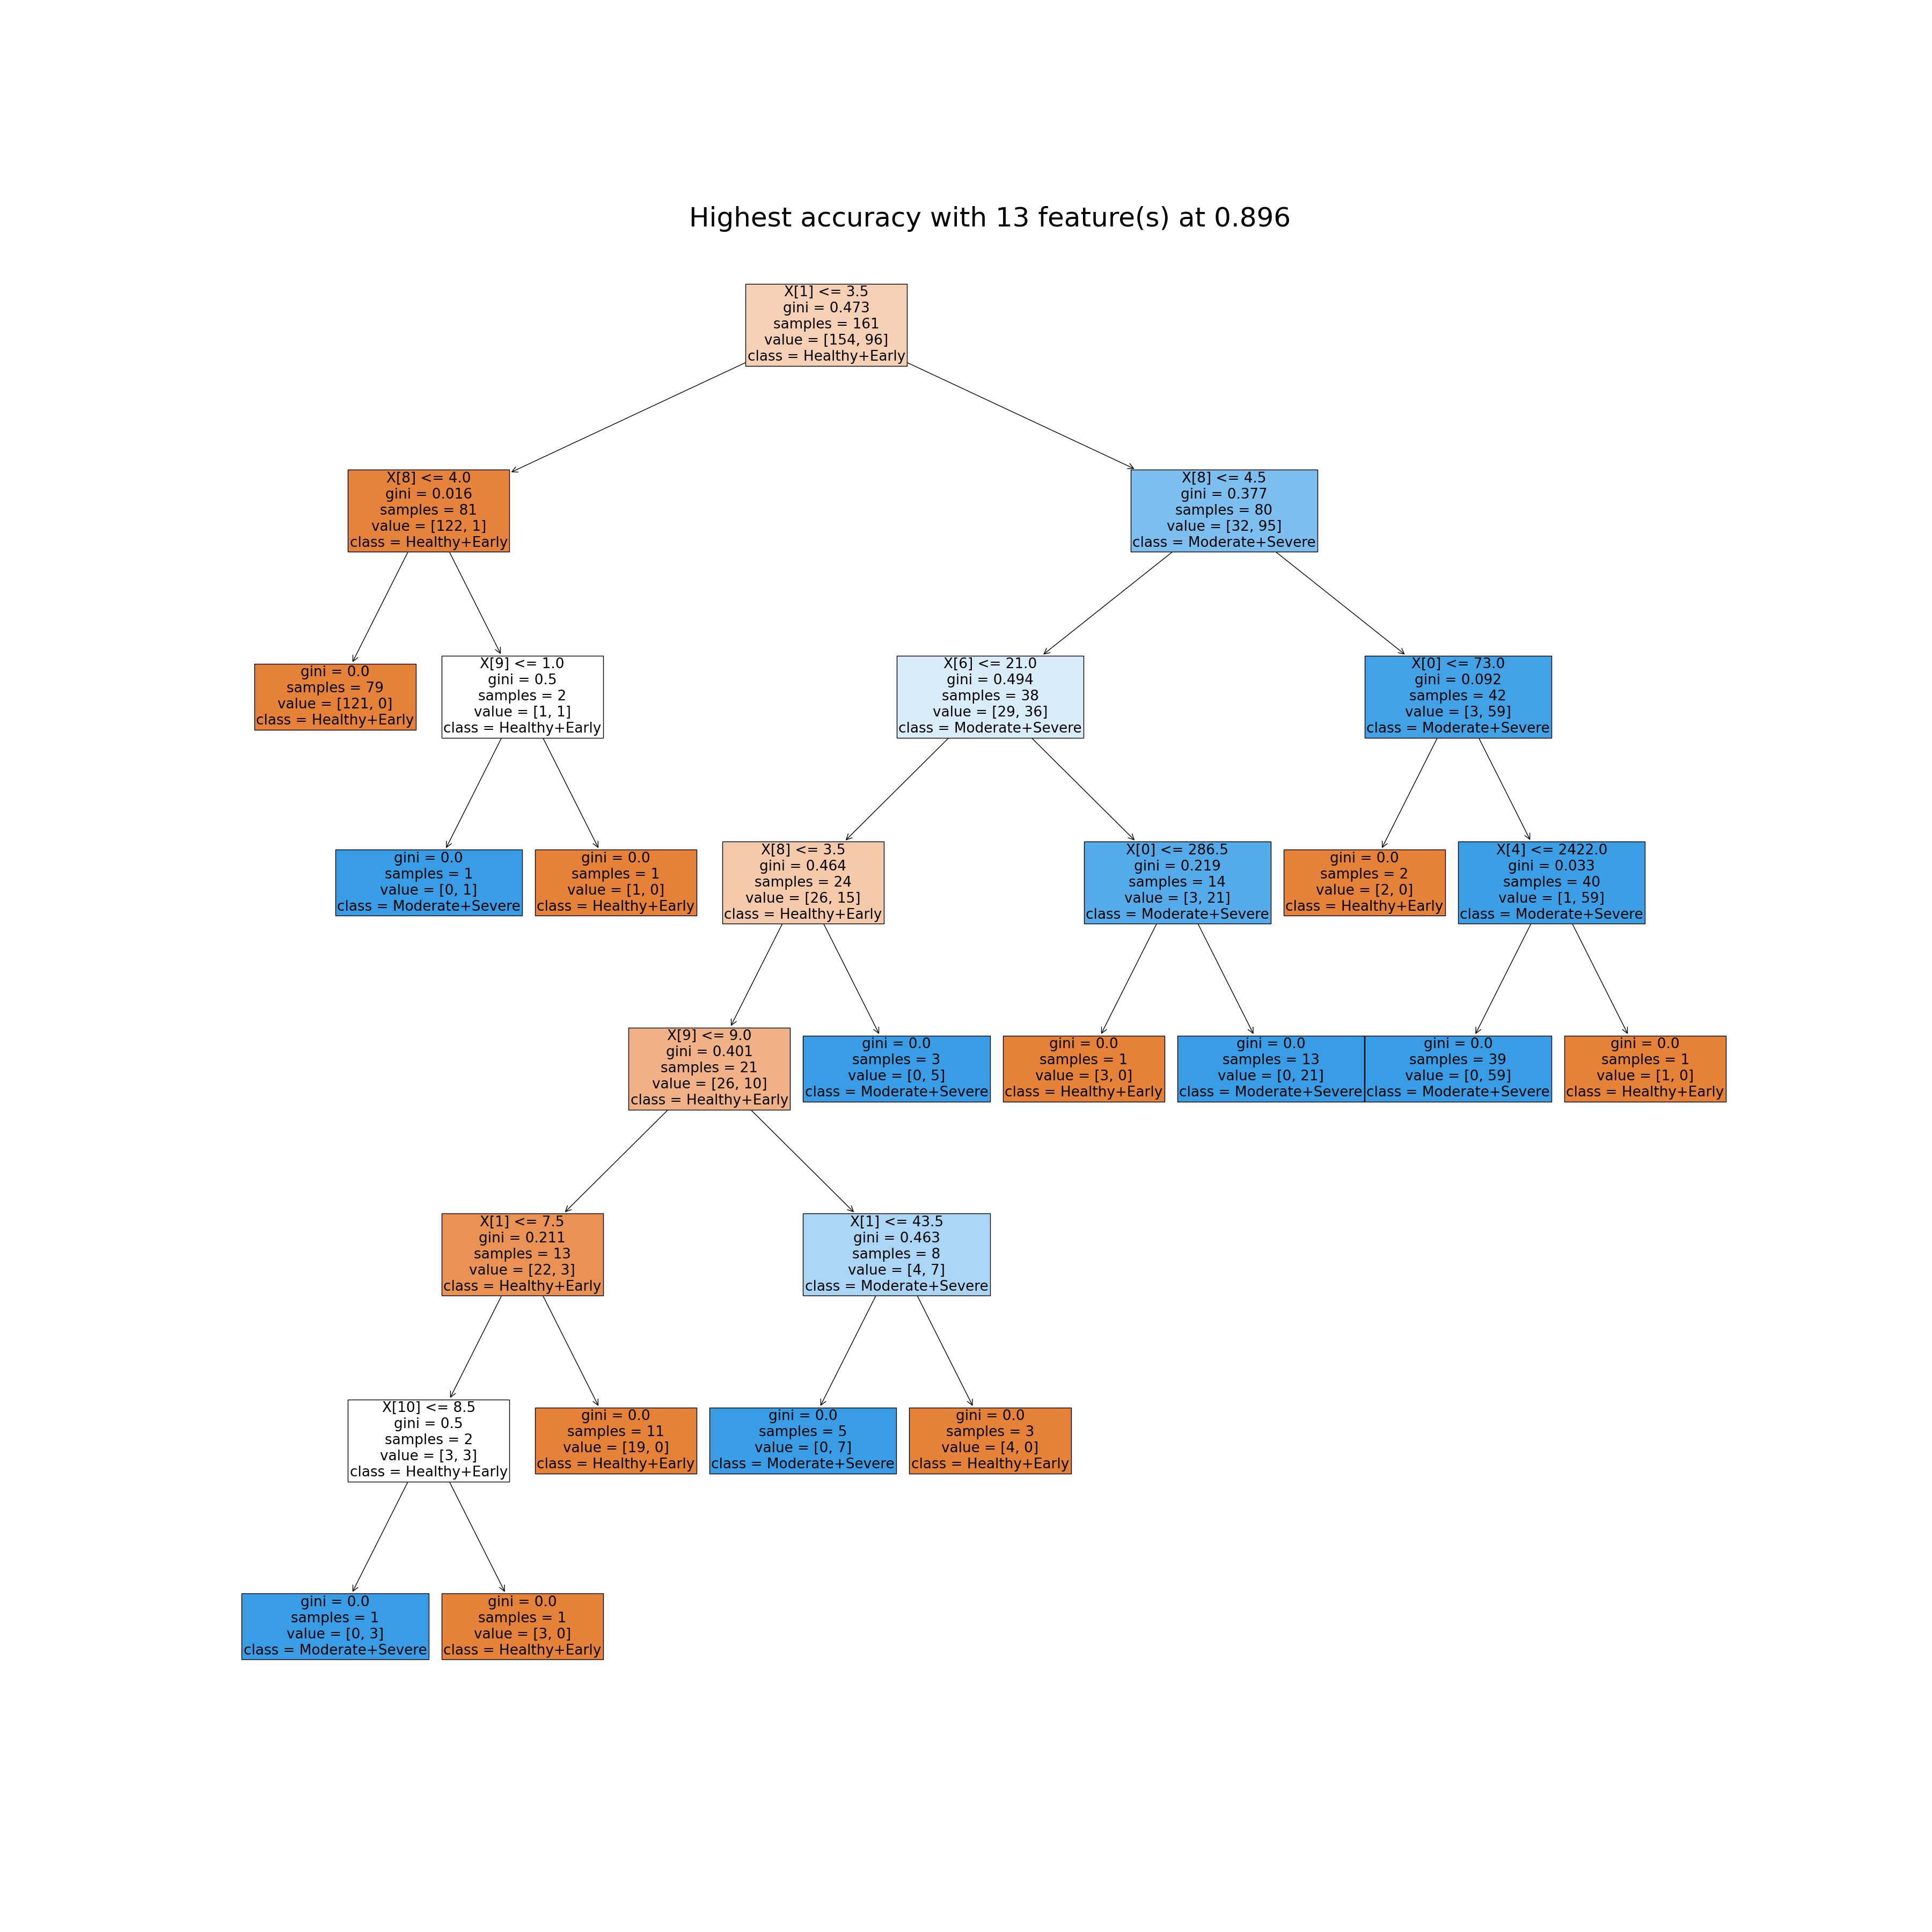 Highest accuracy with 13 feature(s) at 0.896
X[1] <= 3.5
gini = 0.473
samples = 161
value = [154, 96]
class = Healthy+Early
X[8] <= 4.0
gini = 0.016
samples = 81
value = [122, 1]
class = Healthy+Early
X[8] <= 4.5
gini = 0.377
samples = 80
value = [32, 95]
class = Moderate+Severe
gini = 0.0
samples = 79
value = [121, 0]
class = Healthy+Early
X[9] <= 1.0
gini = 0.5
samples = 2
value = [1, 1]
class = Healthy+Early
X[6] <= 21.0
gini = 0.494
samples = 38
value = [29, 36]
class = Moderate+Severe
X[0] <= 73.0
gini = 0.092
samples = 42
value = [3, 59]
class = Moderate+Severe
gini = 0.0
samples = 1
value = [0, 1]
class = Moderate+Severe
gini = 0.0
samples = 1
value = [1, 0]
class = Healthy+Early
X[8] <= 3.5
gini = 0.464
samples = 24
value = [26, 15]
class = Healthy+Early
X[0] <= 286.5
gini = 0.219
samples = 14
value = [3, 21]
class = Moderate+Severe
gini = 0.0
samples = 2
value = [2, 0]
class = Healthy+Early
X[4] <= 2422.0
gini = 0.033
samples = 40
value = [1, 59]
class = Moderate+Severe
X[9] <= 9.0
gini = 0.401
samples = 21
value = [26, 10]
class = Healthy+Early
gini = 0.0
samples = 3
value = [0, 5]
class = Moderate+Severe
gini = 0.0
samples = 1
value = [3, 0]
class = Healthy+Early
gini = 0.0
samples = 13
value = [0, 21]
class = Moderate+Severe
gini = 0.0
samples = 39
value = [0, 59]
class = Moderate+Severe
gini = 0.0
samples = 1
value = [1, 0]
class = Healthy+Early
X[1] <= 7.5
gini = 0.211
samples = 13
value = [22, 3]
class = Healthy+Early
X[1] <= 43.5
gini = 0.463
samples = 8
value = [4, 7]
class = Moderate+Severe
X[10] <= 8.5
gini = 0.5
samples = 2
value = [3, 3]
class = Healthy+Early
gini = 0.0
samples = 11
value = [19, 0]
class = Healthy+Early
gini = 0.0
samples = 5
value = [0, 7]
class = Moderate+Severe
gini = 0.0
samples = 3
value = [4, 0]
class = Healthy+Early
gini = 0.0
samples = 1
value = [0, 3]
class = Moderate+Severe
gini = 0.0
samples = 1
value = [3, 0]
class = Healthy+Early